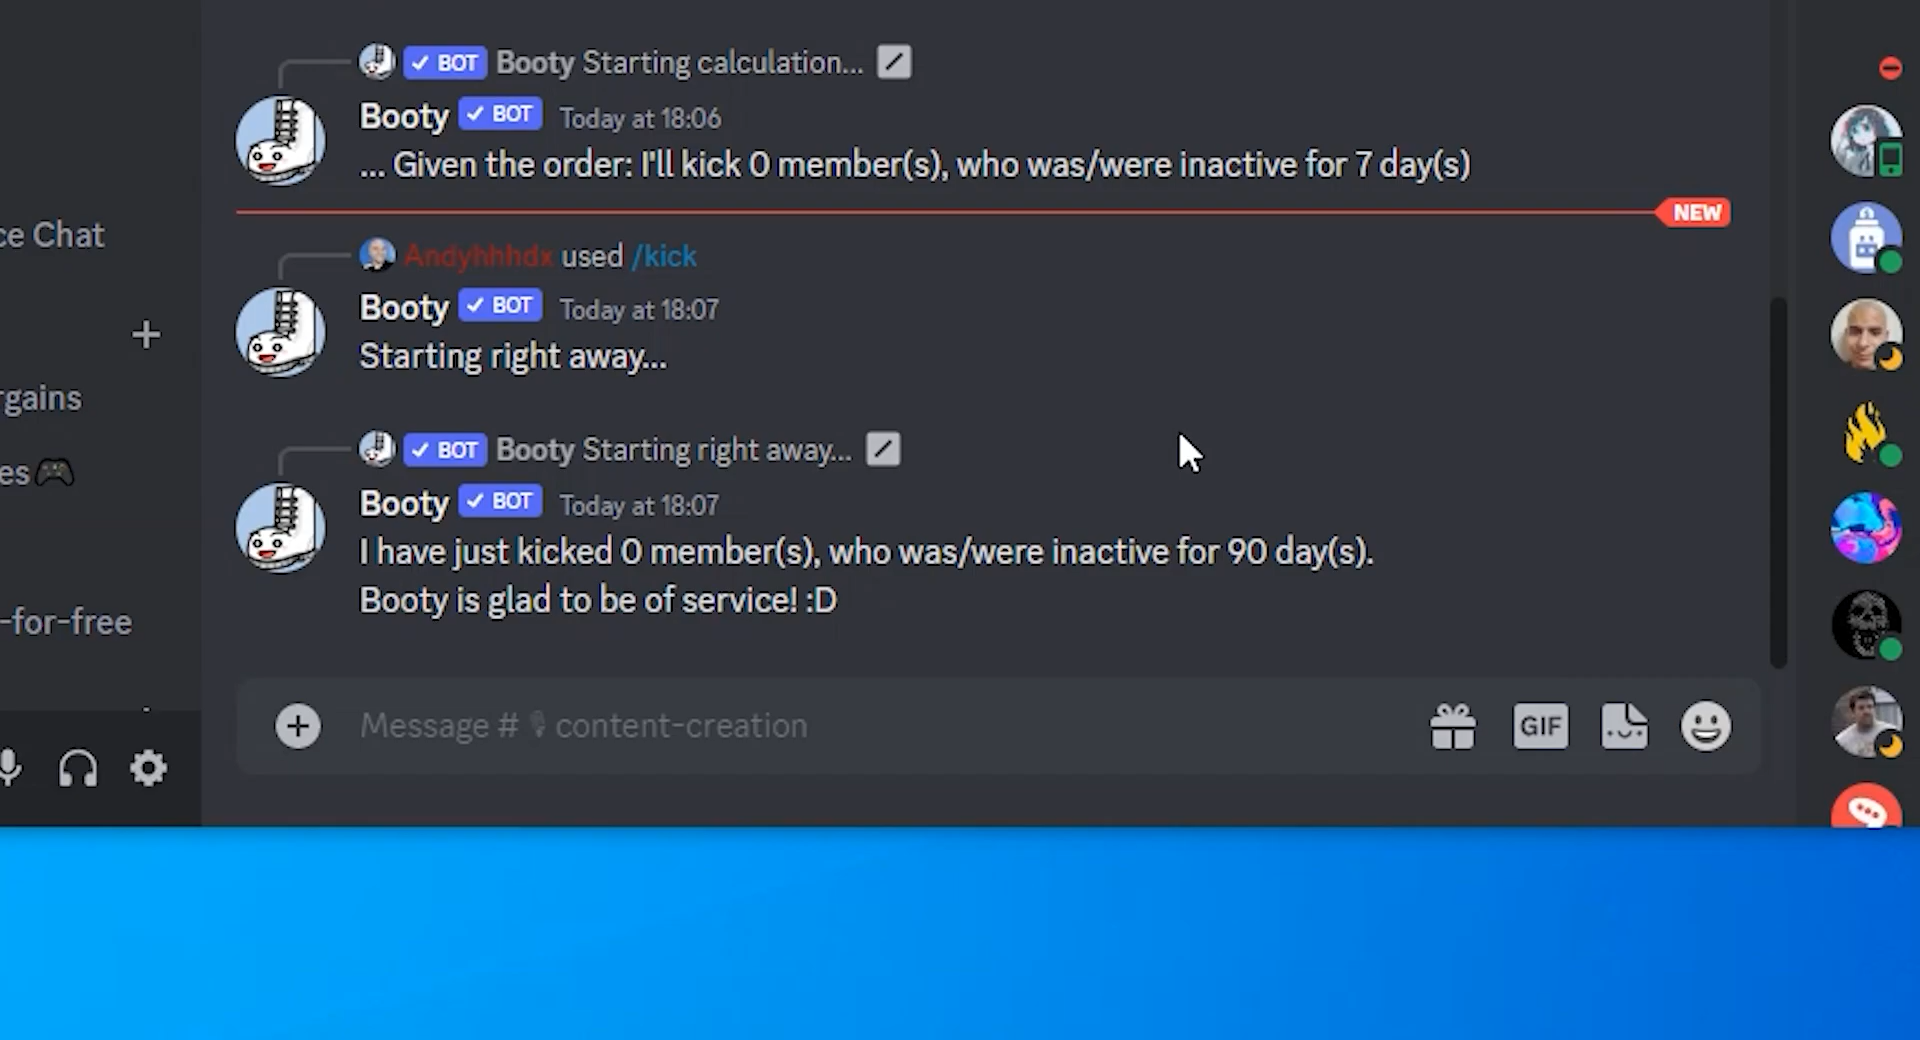 BOT Booty Starting calculation...
Booty BOT Today at 18:06
... Given the order: I'll kick 0 member(s), who was/were inactive for 7 day(s)
NEW
ce Chat
Andyhhhdx used /kick
Booty BOT Today at 18:07
Starting right away...
rgains
BOT Booty Starting right away...
es
Booty BOT Today at 18:07
I have just kicked 0 member(s), who was/were inactive for 90 day(s).
Booty is glad to be of service! :D
-for-free
Message # content-creation
GIF